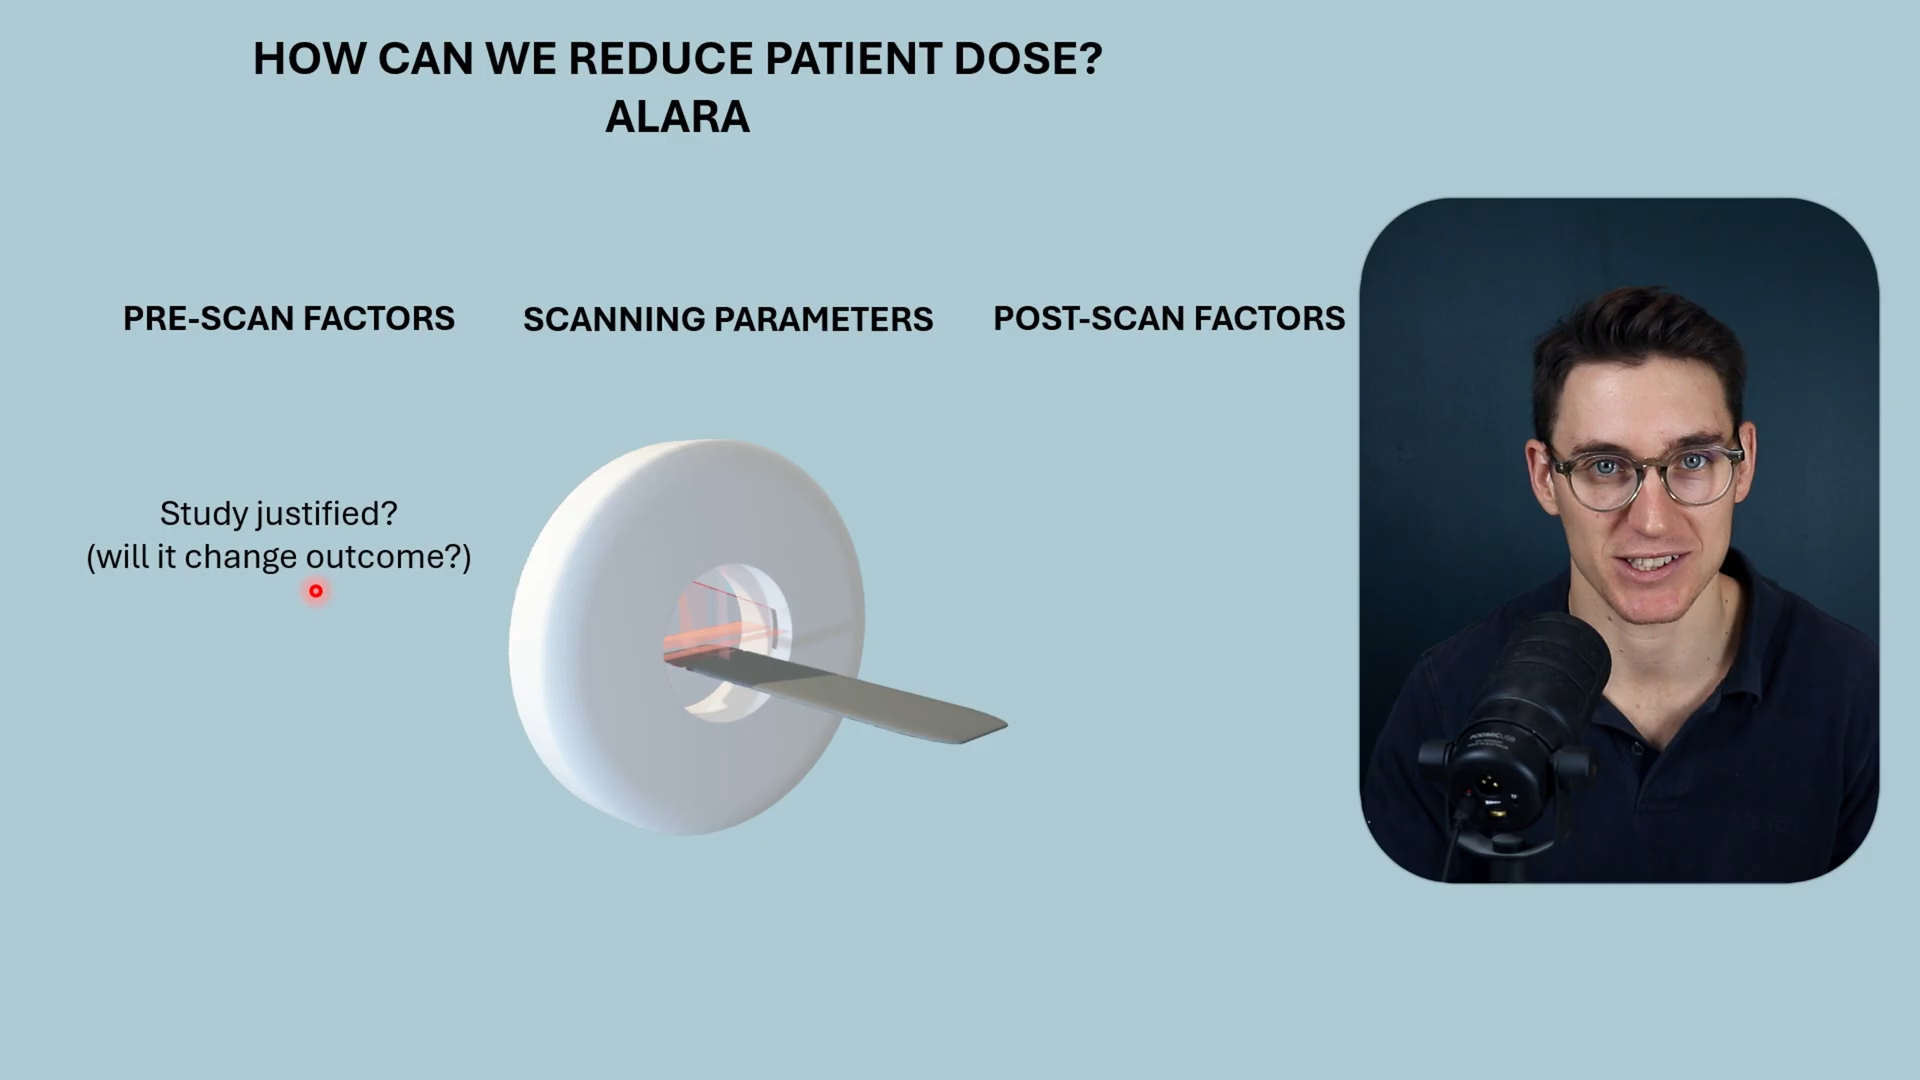 HOW CAN WE REDUCE PATIENT DOSE?
ALARA
PRE-SCAN FACTORS
SCANNING PARAMETERS
POST-SCAN FACTORS
Study justified?
(will it change outcome?)